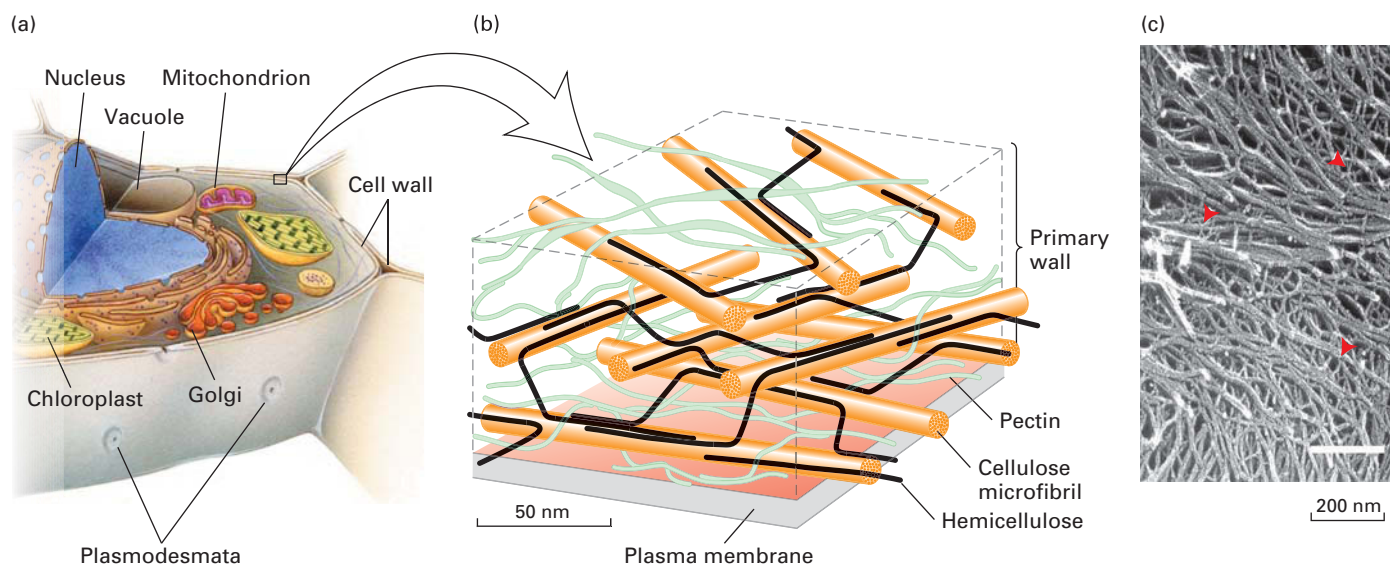 (a)
Nucleus
Mitochondrion
Vacuole
Cell wall
Chloroplast
Golgi
Plasmodesmata
(b)
Primary
wall
Pectin
Cellulose
microfibril
Hemicellulose
50 nm
Plasma membrane
(c)
200 nm